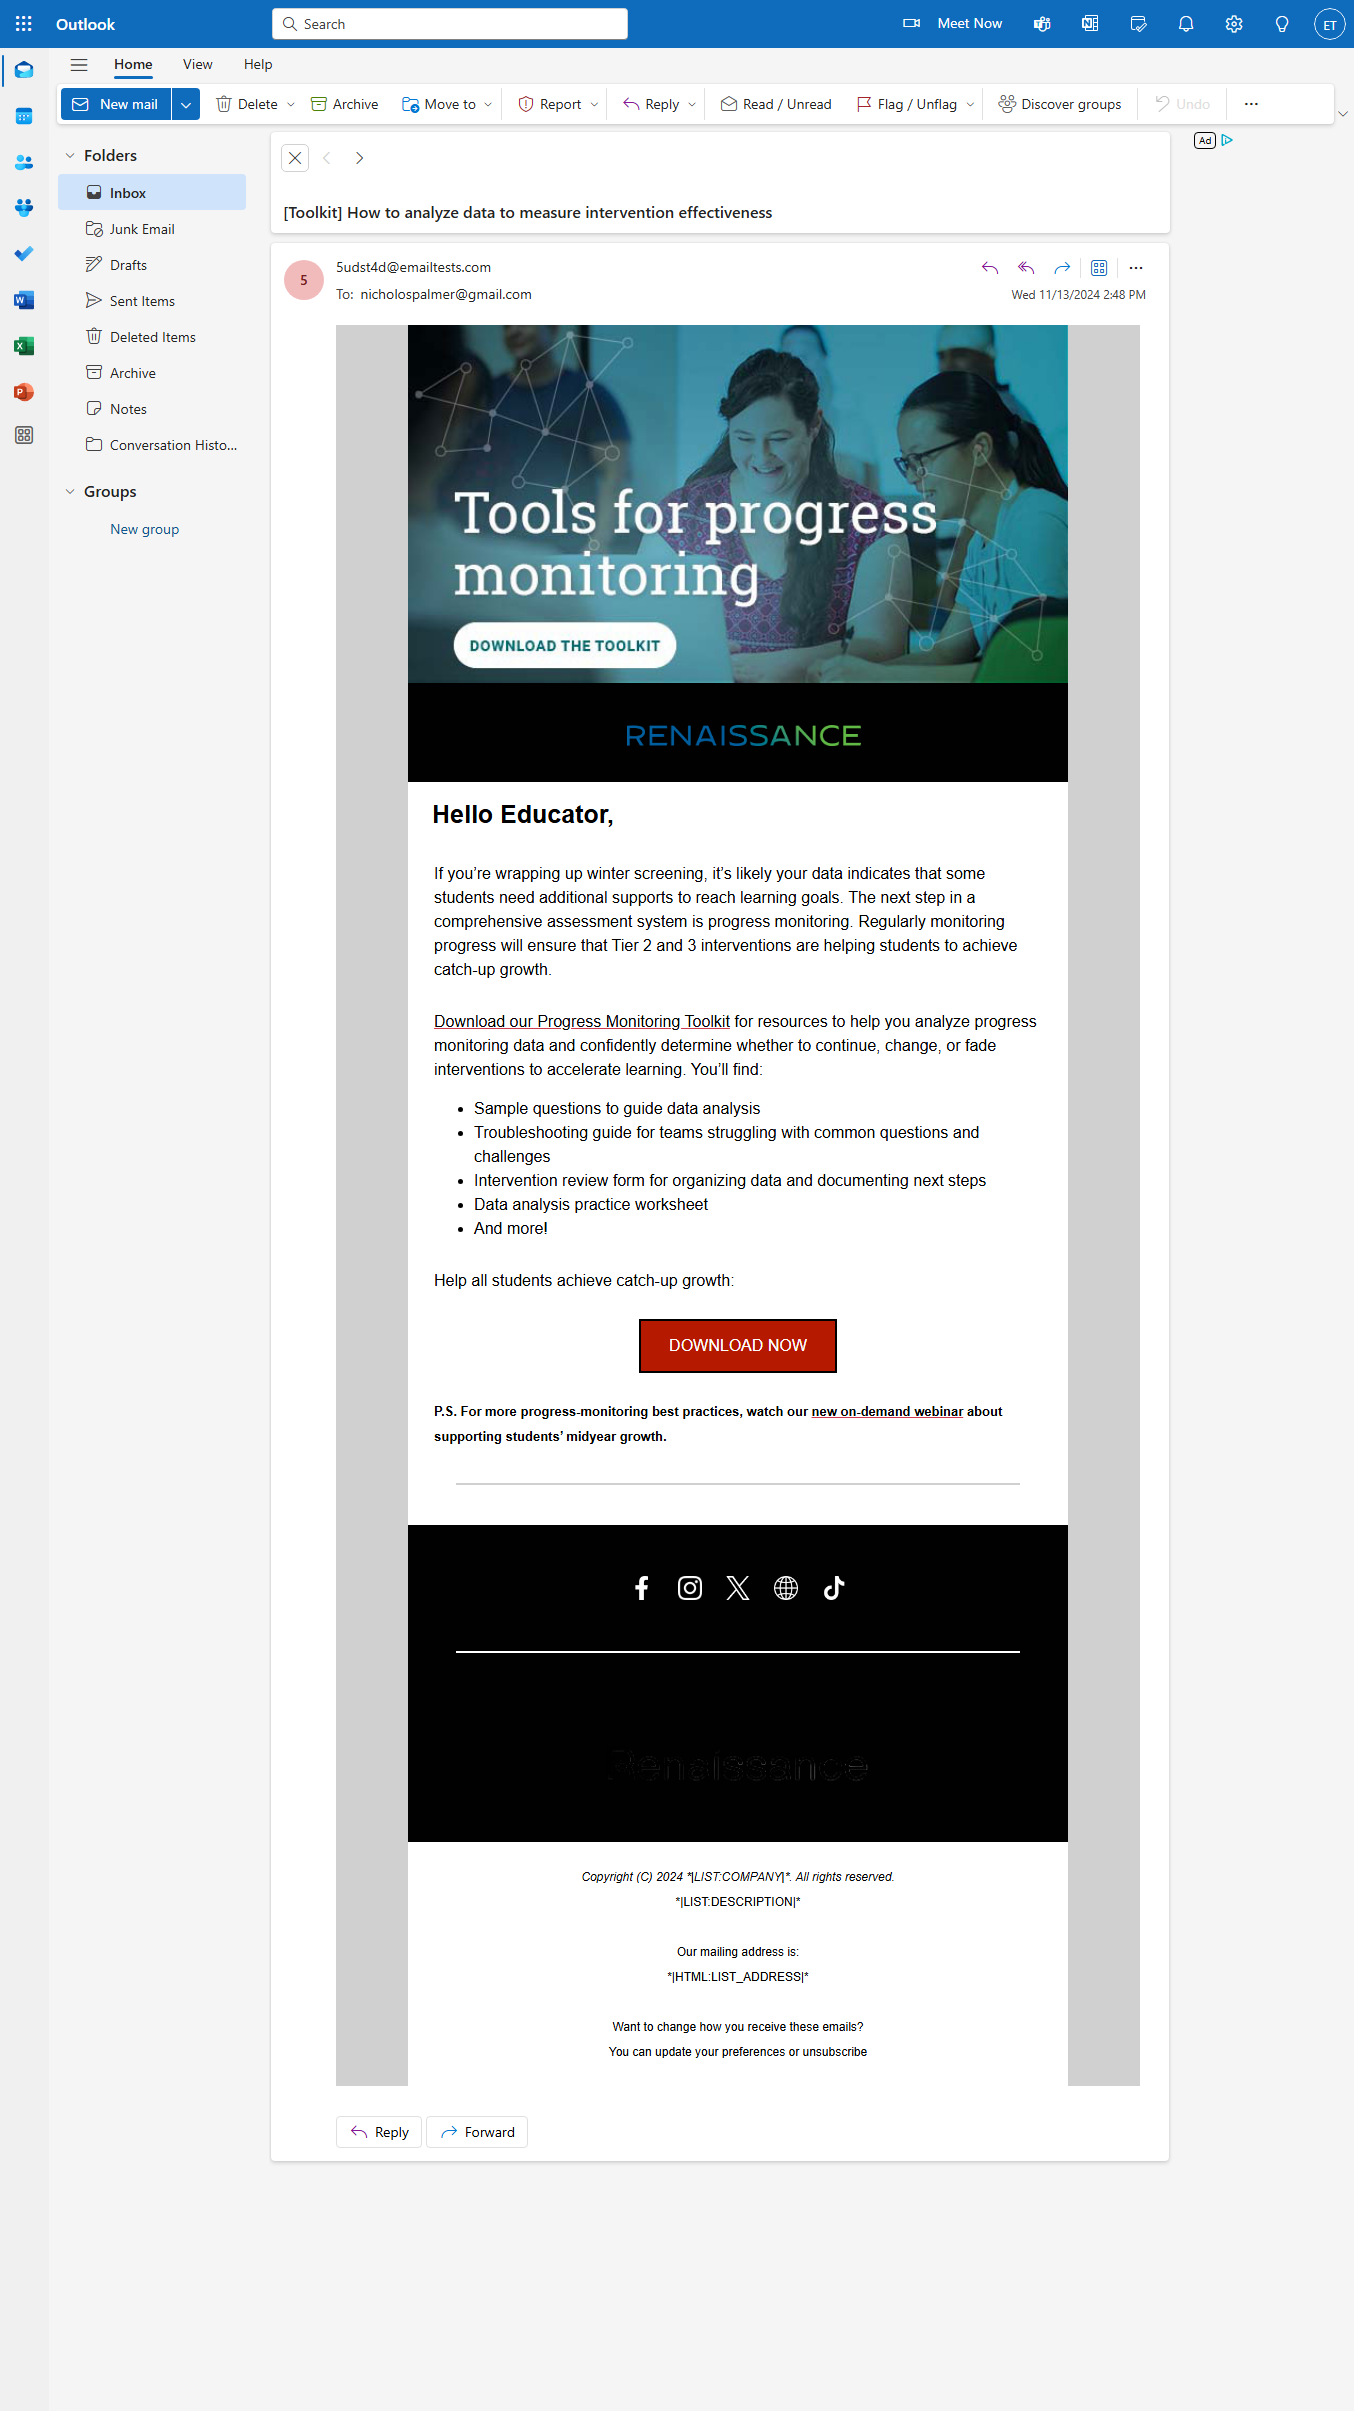 Outlook
Search
Meet Now
ET
Home
View
Help
New mail
Delete
Archive
Move to
Report
Reply
Read / Unread
Flag / Unflag
Discover groups
Undo
Folders
Inbox
Junk Email
Drafts
Sent Items
Deleted Items
Archive
Notes
Conversation Histo...
Groups
New group
Ad
[Toolkit] How to analyze data to measure intervention effectiveness
5
5udst4d@emailtests.com
To: nicholospalmer@gmail.com
Wed 11/13/2024 2:48 PM
Tools for progress
monitoring
DOWNLOAD THE TOOLKIT
RENAISSANCE
Hello Educator,
If you’re wrapping up winter screening, it’s likely your data indicates that some
students need additional supports to reach learning goals. The next step in a
comprehensive assessment system is progress monitoring. Regularly monitoring
progress will ensure that Tier 2 and 3 interventions are helping students to achieve
catch-up growth.
Download our Progress Monitoring Toolkit for resources to help you analyze progress
monitoring data and confidently determine whether to continue, change, or fade
interventions to accelerate learning. You’ll find:
• Sample questions to guide data analysis
• Troubleshooting guide for teams struggling with common questions and
challenges
• Intervention review form for organizing data and documenting next steps
• Data analysis practice worksheet
• And more!
Help all students achieve catch-up growth:
DOWNLOAD NOW
P.S. For more progress-monitoring best practices, watch our new on-demand webinar about
supporting students’ midyear growth.
Renaissance
Copyright (C) 2024 *|LIST:COMPANY|*. All rights reserved.
*|LIST:DESCRIPTION|*
Our mailing address is:
*|HTML:LIST_ADDRESS|*
Want to change how you receive these emails?
You can update your preferences or unsubscribe
Reply
Forward